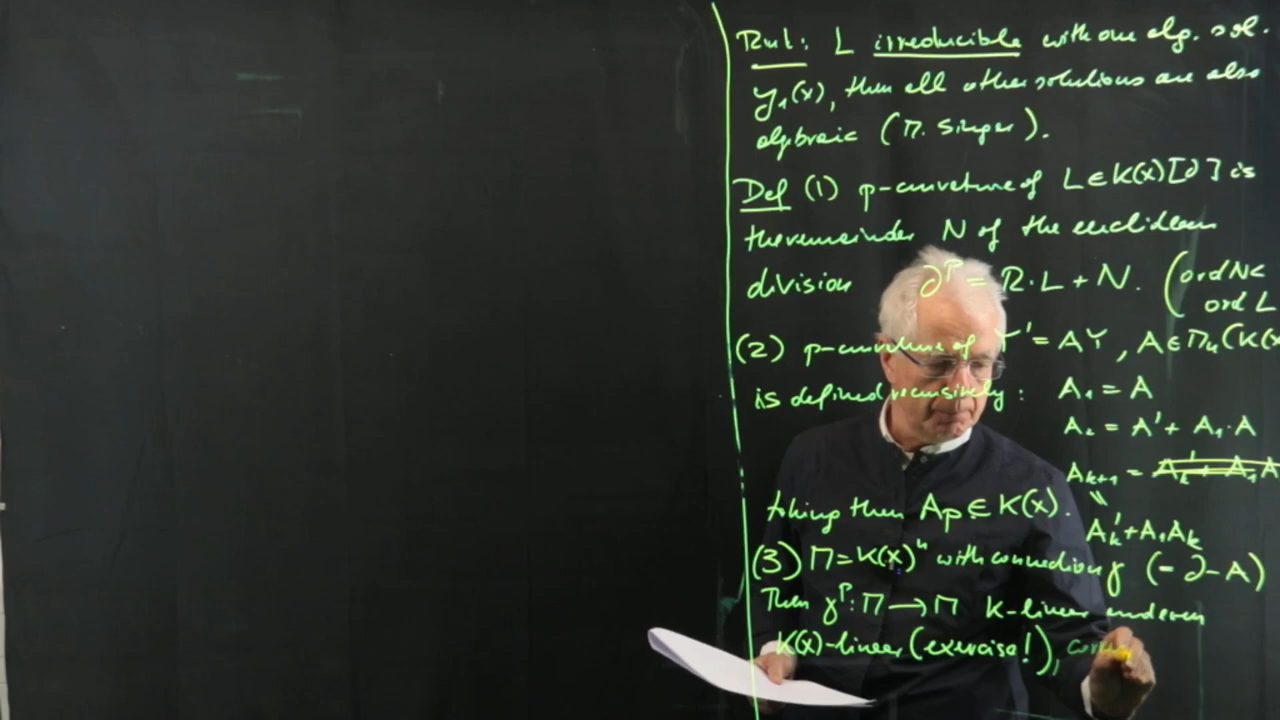 Rmk: L irreducible with one alg. sol.
y₁(x), then all other solutions are also
algebraic (M. Singer).
Def (1) p-curvature of L ∈ K(x)[∂] is
the remainder N of the euclidean
division ∂ᵖ = R·L + N. (ord N <
ord L
(2) p-curvature of Y' = AY, A ∈ Mₙ(K(x
is defined recursively: A₁ = A
A₂ = A' + A₁·A
Aₖ₊₁ =
taking then Aₚ ∈ K(x). Aₖ' + A₁Aₖ
(3) M = K(x)ⁿ with connection γ (= ∂ - A)
Then γᵖ: M → M K-linear and even
K(x)-linear (exercise!),